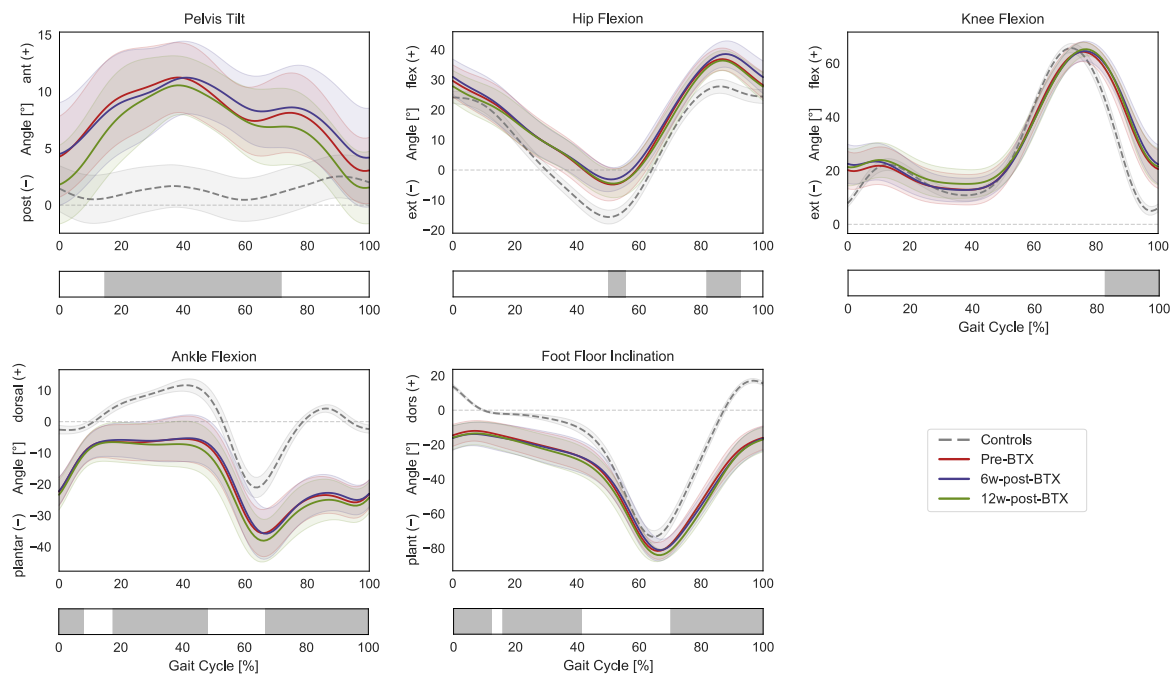 Pelvis Tilt
post (−) Angle [°] ant (+)
15
10
5
0
0 20 40 60 80 100
0 20 40 60 80 100
Hip Flexion
ext (−) Angle [°] flex (+)
40
30
20
10
0
−10
−20
0 20 40 60 80 100
0 20 40 60 80 100
Knee Flexion
ext (−) Angle [°] flex (+)
60
40
20
0
0 20 40 60 80 100
0 20 40 60 80 100
Gait Cycle [%]
Ankle Flexion
plantar (−) Angle [°] dorsal (+)
10
0
−10
−20
−30
−40
0 20 40 60 80 100
0 20 40 60 80 100
Gait Cycle [%]
Foot Floor Inclination
plant (−) Angle [°] dors (+)
20
0
−20
−40
−60
−80
0 20 40 60 80 100
0 20 40 60 80 100
Gait Cycle [%]
Controls
Pre-BTX
6w-post-BTX
12w-post-BTX